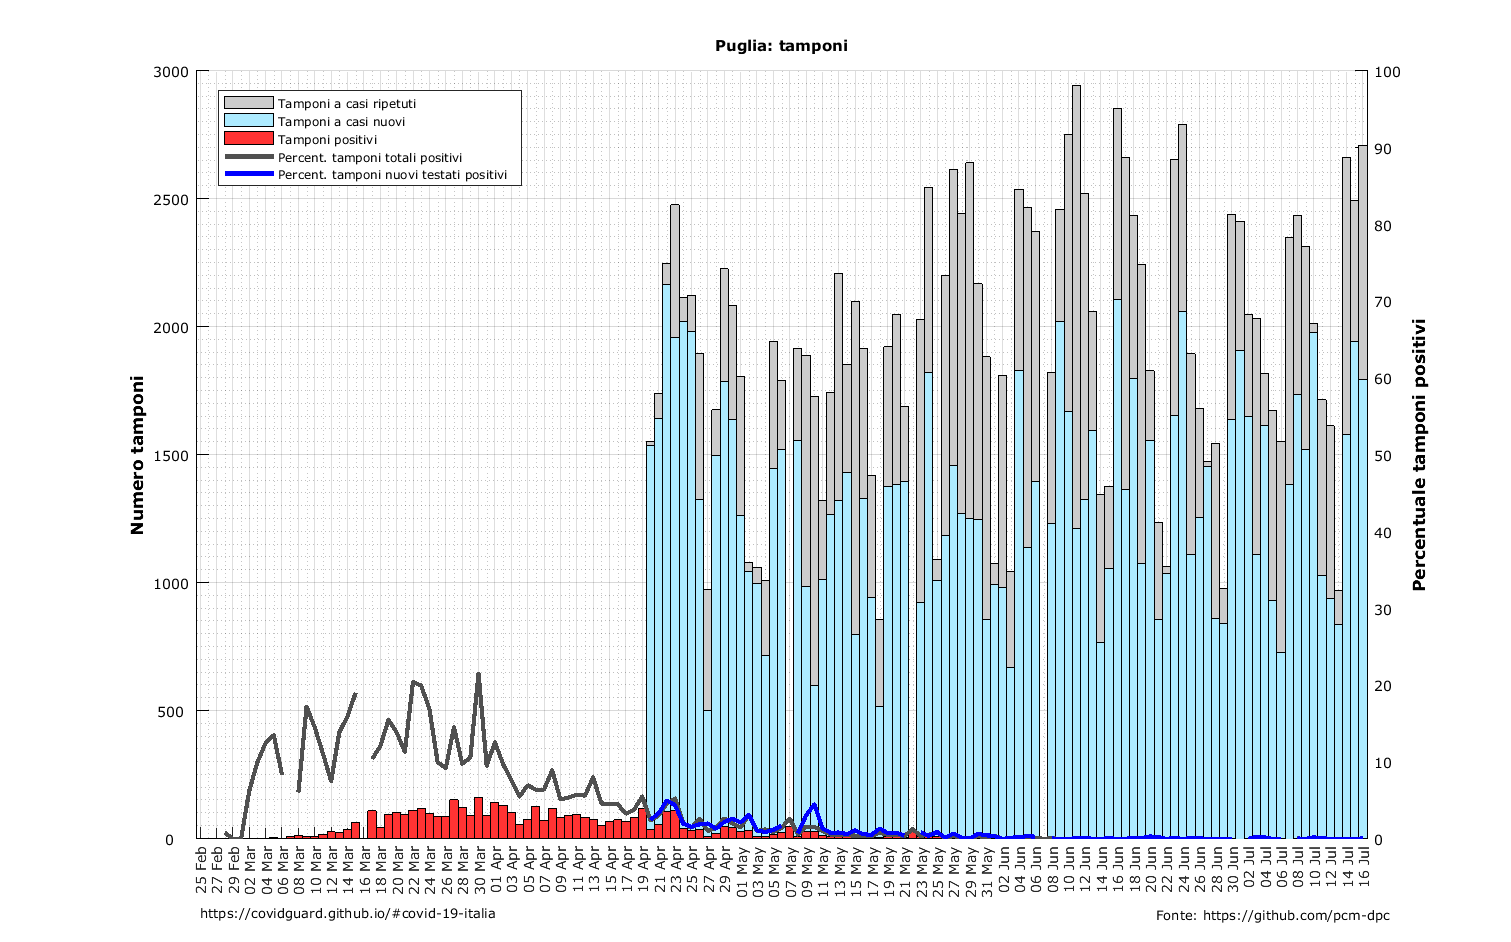 Puglia: tamponi
Tamponi a casi ripetuti
Tamponi a casi nuovi
Tamponi positivi
Percent. tamponi totali positivi
Percent. tamponi nuovi testati positivi
Numero tamponi
3000
2500
2000
1500
1000
500
0
Percentuale tamponi positivi
100
90
80
70
60
50
40
30
20
10
0
25 Feb
27 Feb
29 Feb
02 Mar
04 Mar
06 Mar
08 Mar
10 Mar
12 Mar
14 Mar
16 Mar
18 Mar
20 Mar
22 Mar
24 Mar
26 Mar
28 Mar
30 Mar
01 Apr
03 Apr
05 Apr
07 Apr
09 Apr
11 Apr
13 Apr
15 Apr
17 Apr
19 Apr
21 Apr
23 Apr
25 Apr
27 Apr
29 Apr
01 May
03 May
05 May
07 May
09 May
11 May
13 May
15 May
17 May
19 May
21 May
23 May
25 May
27 May
29 May
31 May
02 Jun
04 Jun
06 Jun
08 Jun
10 Jun
12 Jun
14 Jun
16 Jun
18 Jun
20 Jun
22 Jun
24 Jun
26 Jun
28 Jun
30 Jun
02 Jul
04 Jul
06 Jul
08 Jul
10 Jul
12 Jul
14 Jul
16 Jul
https://covidguard.github.io/#covid-19-italia
Fonte: https://github.com/pcm-dpc